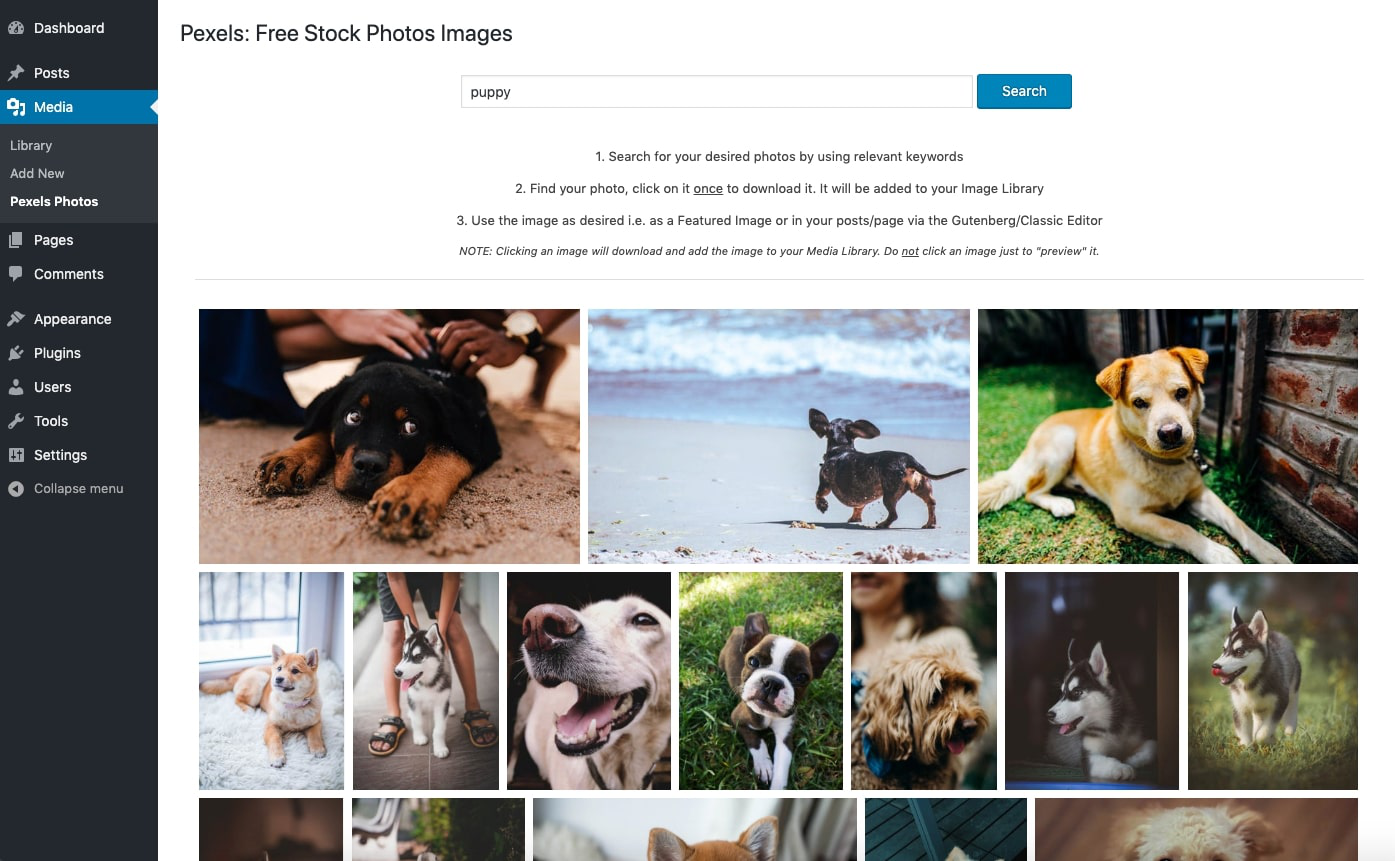 Dashboard
Posts
Media
Library
Add New
Pexels Photos
Pages
Comments
Appearance
Plugins
Users
Tools
Settings
Collapse menu
Pexels: Free Stock Photos Images
puppy
Search
1. Search for your desired photos by using relevant keywords
2. Find your photo, click on it once to download it. It will be added to your Image Library
3. Use the image as desired i.e. as a Featured Image or in your posts/page via the Gutenberg/Classic Editor
NOTE: Clicking an image will download and add the image to your Media Library. Do not click an image just to "preview" it.